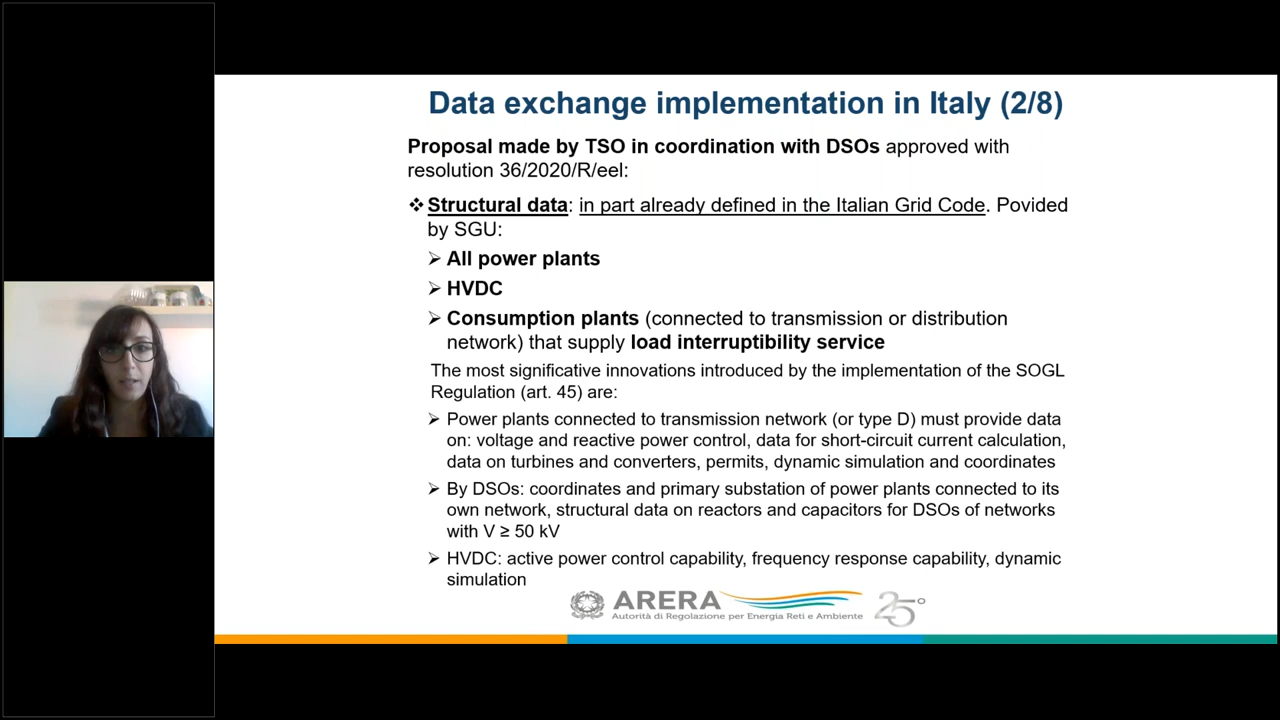 Data exchange implementation in Italy (2/8)
Proposal made by TSO in coordination with DSOs approved with
resolution 36/2020/R/eel:
❖ Structural data: in part already defined in the Italian Grid Code. Povided
by SGU:
➢ All power plants
➢ HVDC
➢ Consumption plants (connected to transmission or distribution
network) that supply load interruptibility service
The most significative innovations introduced by the implementation of the SOGL
Regulation (art. 45) are:
➢ Power plants connected to transmission network (or type D) must provide data
on: voltage and reactive power control, data for short-circuit current calculation,
data on turbines and converters, permits, dynamic simulation and coordinates
➢ By DSOs: coordinates and primary substation of power plants connected to its
own network, structural data on reactors and capacitors for DSOs of networks
with V ≥ 50 kV
➢ HVDC: active power control capability, frequency response capability, dynamic
simulation
ARERA
Autorità di Regolazione per Energia Reti e Ambiente
25°